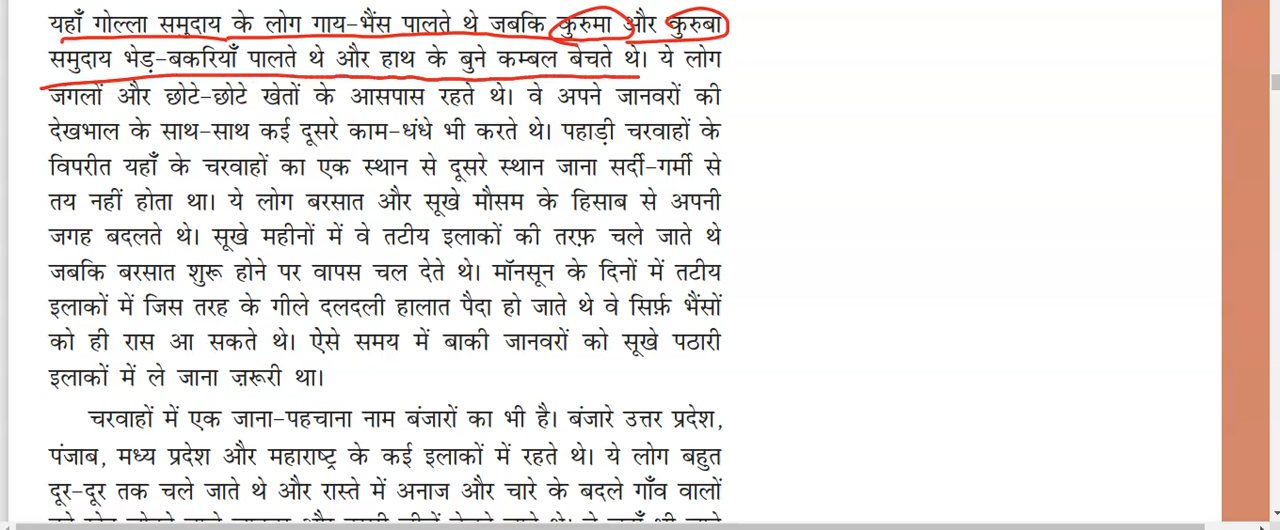 यहाँ गोल्ला समुदाय के लोग गाय-भैंस पालते थे जबकि कुरुमा और कुरुबा
समुदाय भेड़-बकरियाँ पालते थे और हाथ के बुने कम्बल बेचते थे। ये लोग
जगलों और छोटे-छोटे खेतों के आसपास रहते थे। वे अपने जानवरों की
देखभाल के साथ-साथ कई दूसरे काम-धंधे भी करते थे। पहाड़ी चरवाहों के
विपरीत यहाँ के चरवाहों का एक स्थान से दूसरे स्थान जाना सर्दी-गर्मी से
तय नहीं होता था। ये लोग बरसात और सूखे मौसम के हिसाब से अपनी
जगह बदलते थे। सूखे महीनों में वे तटीय इलाकों की तरफ़ चले जाते थे
जबकि बरसात शुरू होने पर वापस चल देते थे। मॉनसून के दिनों में तटीय
इलाकों में जिस तरह के गीले दलदली हालात पैदा हो जाते थे वे सिर्फ़ भैंसों
को ही रास आ सकते थे। ऐसे समय में बाकी जानवरों को सूखे पठारी
इलाकों में ले जाना ज़रूरी था।
चरवाहों में एक जाना-पहचाना नाम बंजारों का भी है। बंजारे उत्तर प्रदेश,
पंजाब, मध्य प्रदेश और महाराष्ट्र के कई इलाकों में रहते थे। ये लोग बहुत
दूर-दूर तक चले जाते थे और रास्ते में अनाज और चारे के बदले गाँव वालों